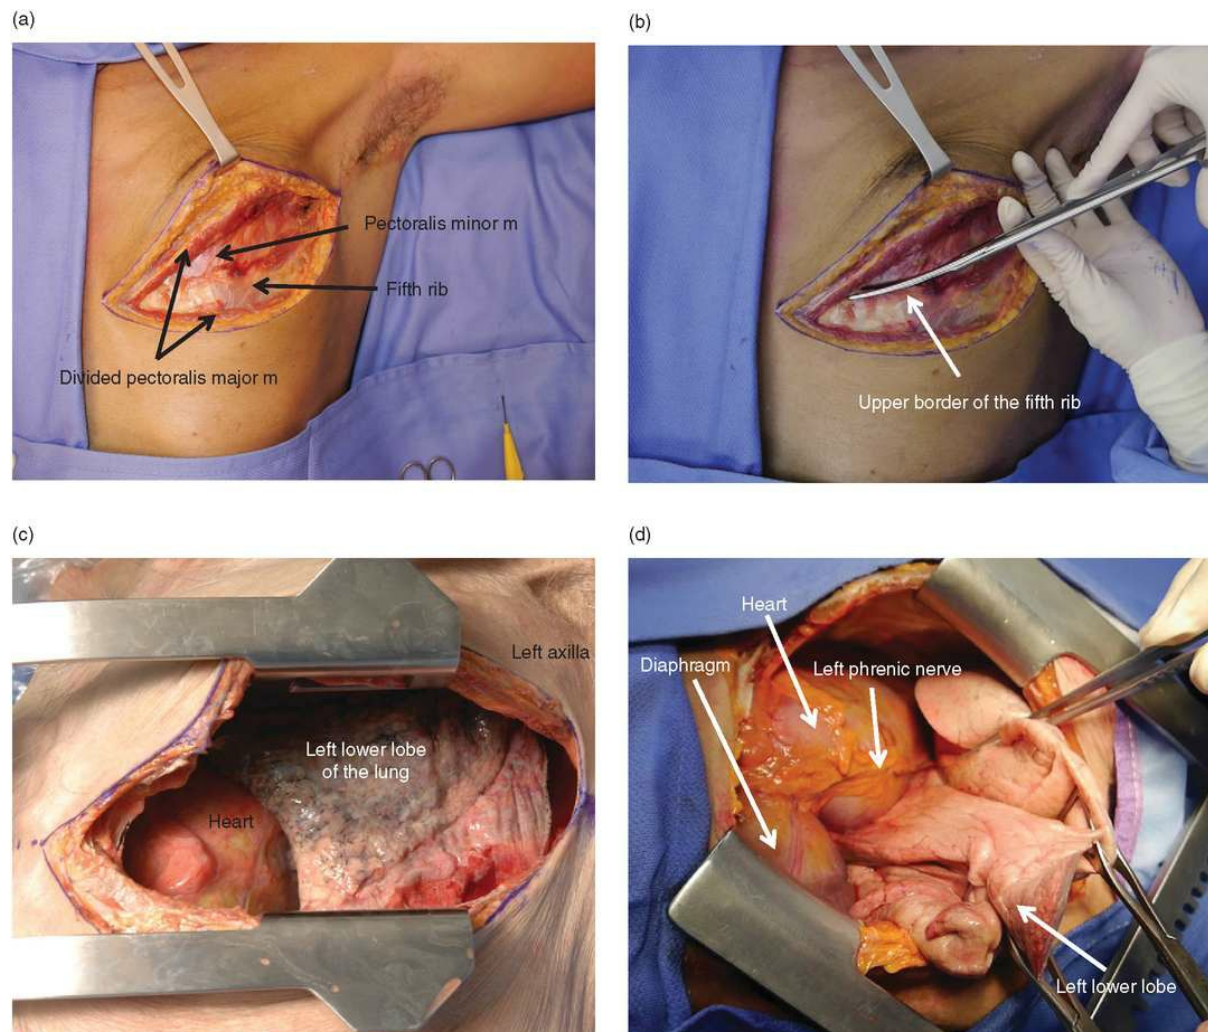 (a)
(b)
Pectoralis minor m
Fifth rib
Divided pectoralis major m
Upper border of the fifth rib
(c)
(d)
Left axilla
Left lower lobe
of the lung
Heart
Heart
Diaphragm
Left phrenic nerve
Left lower lobe